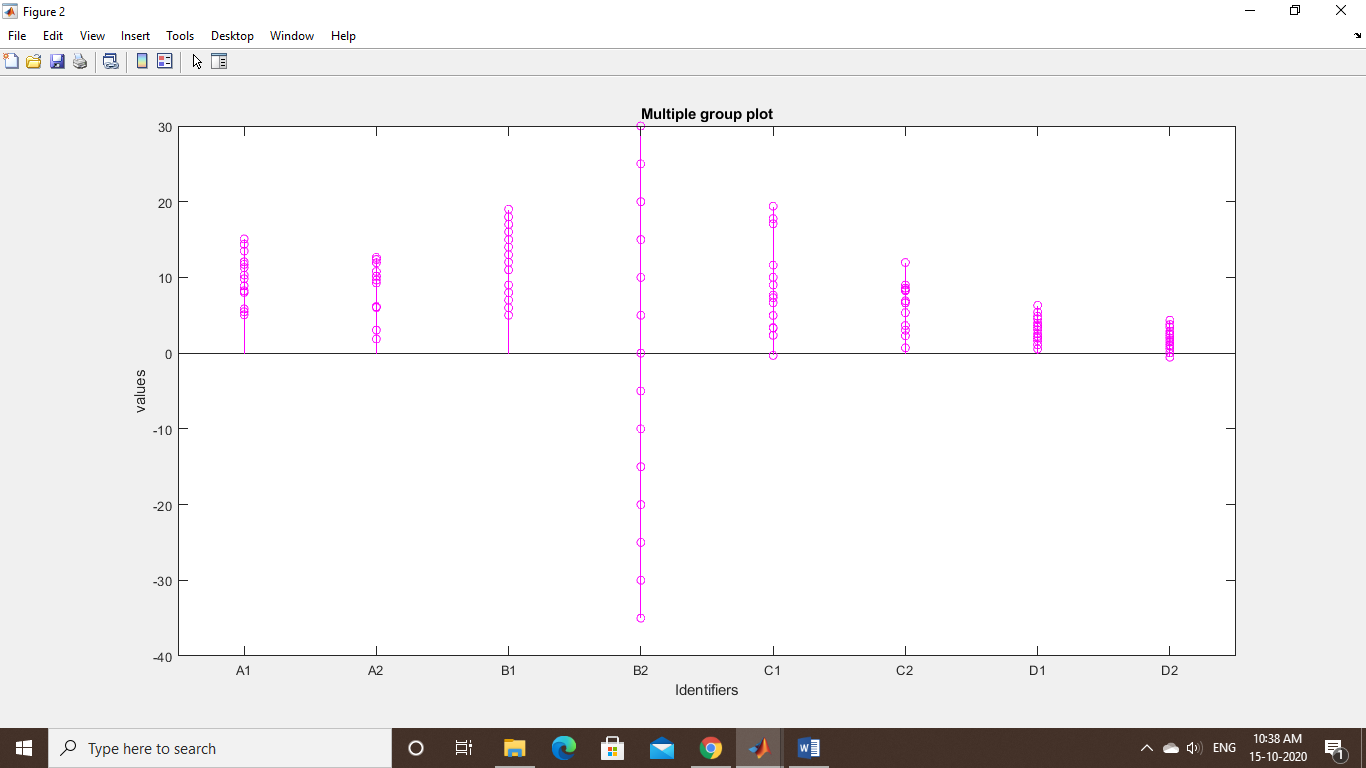 Figure 2
File Edit View Insert Tools Desktop Window Help
Multiple group plot
30
20
10
0
-10
-20
-30
-40
values
A1 A2 B1 B2 C1 C2 D1 D2
Identifiers
Type here to search
ENG
10:38 AM
15-10-2020
1